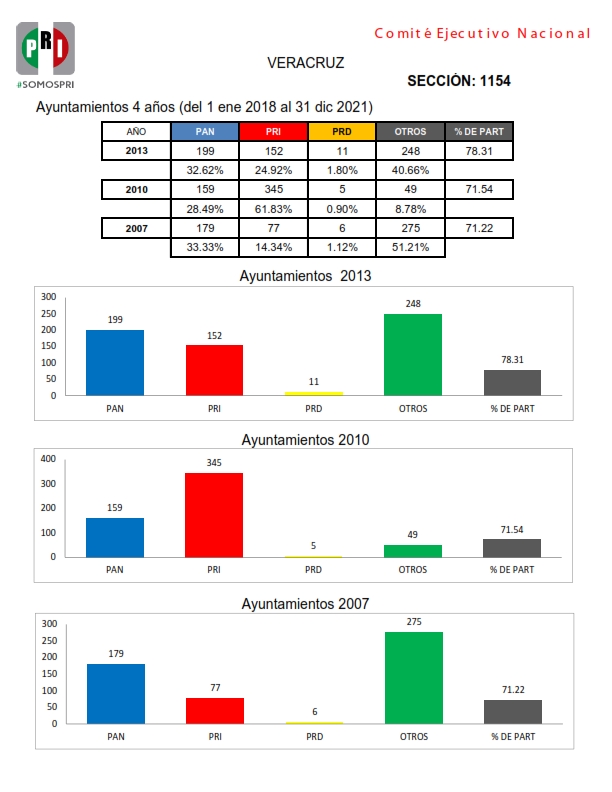 Comité Ejecutivo Nacional
PRI
#SOMOSPRI
VERACRUZ
SECCIÓN: 1154
Ayuntamientos 4 años (del 1 ene 2018 al 31 dic 2021)
AÑO PAN PRI PRD OTROS % DE PART
2013 199 152 11 248 78.31
32.62% 24.92% 1.80% 40.66%
2010 159 345 5 49 71.54
28.49% 61.83% 0.90% 8.78%
2007 179 77 6 275 71.22
33.33% 14.34% 1.12% 51.21%
Ayuntamientos 2013
300
250
200
150
100
50
0
199 152 11 248 78.31
PAN PRI PRD OTROS % DE PART
Ayuntamientos 2010
400
300
200
100
0
159 345 5 49 71.54
PAN PRI PRD OTROS % DE PART
Ayuntamientos 2007
300
250
200
150
100
50
0
179 77 6 275 71.22
PAN PRI PRD OTROS % DE PART